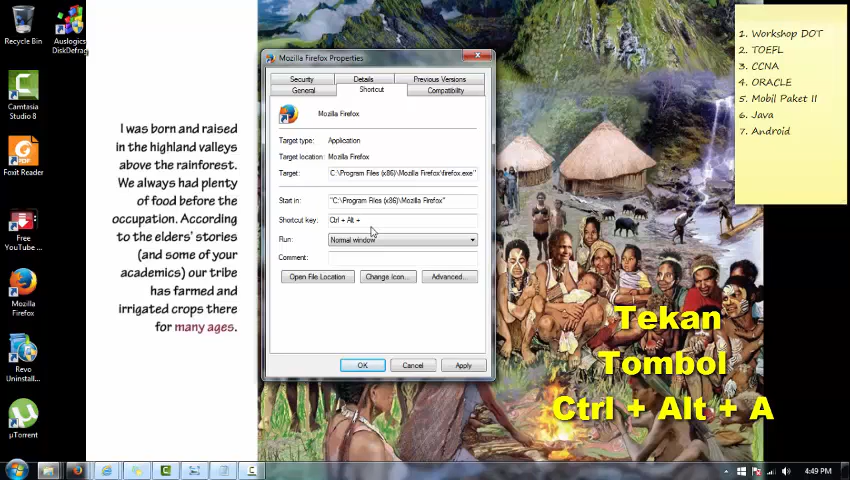 Recycle Bin
Auslogics
DiskDefrag
Camtasia
Studio 8
Foxit Reader
Free
YouTube ...
Mozilla
Firefox
Revo
Uninstall...
µTorrent
I was born and raised
in the highland valleys
above the rainforest.
We always had plenty
of food before the
occupation. According
to the elders' stories
(and some of your
academics) our tribe
has farmed and
irrigated crops there
for many ages.
Mozilla Firefox Properties
Security Details Previous Versions
General Shortcut Compatibility
Mozilla Firefox
Target type: Application
Target location: Mozilla Firefox
Target: C:\Program Files (x86)\Mozilla Firefox\firefox.exe"
Start in: "C:\Program Files (x86)\Mozilla Firefox"
Shortcut key: Ctrl + Alt +
Run: Normal window
Comment:
Open File Location Change Icon... Advanced...
OK Cancel Apply
1. Workshop DOT
2. TOEFL
3. CCNA
4. ORACLE
5. Mobil Paket II
6. Java
7. Android
Tekan
Tombol
Ctrl + Alt + A
4:49 PM